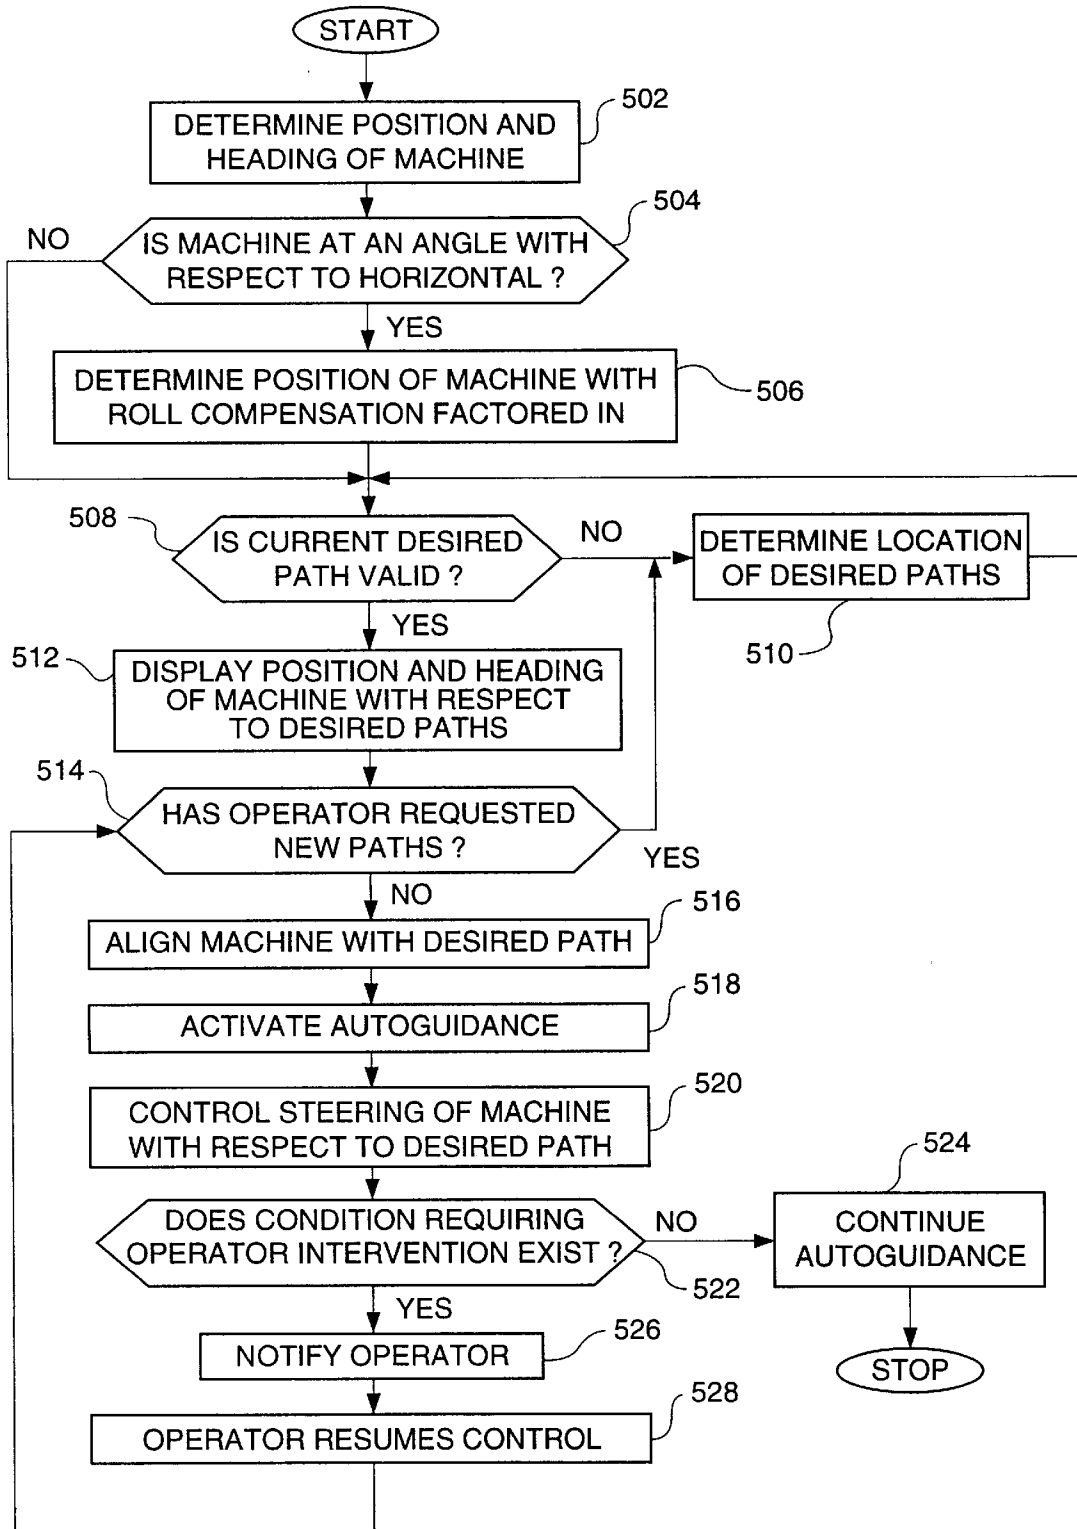 START
502
DETERMINE POSITION AND
HEADING OF MACHINE
504
NO
IS MACHINE AT AN ANGLE WITH
RESPECT TO HORIZONTAL ?
YES
DETERMINE POSITION OF MACHINE WITH
ROLL COMPENSATION FACTORED IN
506
508
IS CURRENT DESIRED
PATH VALID ?
NO
DETERMINE LOCATION
OF DESIRED PATHS
510
YES
512
DISPLAY POSITION AND HEADING
OF MACHINE WITH RESPECT
TO DESIRED PATHS
514
HAS OPERATOR REQUESTED
NEW PATHS ?
YES
NO
516
ALIGN MACHINE WITH DESIRED PATH
518
ACTIVATE AUTOGUIDANCE
520
CONTROL STEERING OF MACHINE
WITH RESPECT TO DESIRED PATH
524
DOES CONDITION REQUIRING
OPERATOR INTERVENTION EXIST ?
NO
522
CONTINUE
AUTOGUIDANCE
YES
526
NOTIFY OPERATOR
STOP
528
OPERATOR RESUMES CONTROL